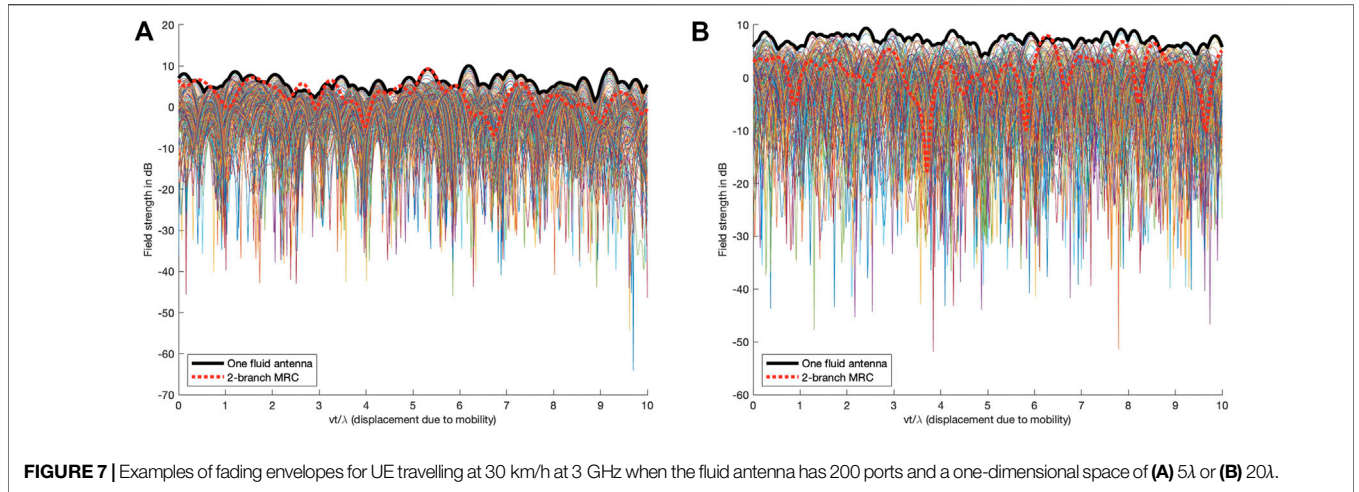 A
20
10
0
-10
-20
-30
-40
-50
-60
-70
Field strength in dB
One fluid antenna
2-branch MRC
0 1 2 3 4 5 6 7 8 9 10
vt/λ (displacement due to mobility)
B
10
0
-10
-20
-30
-40
-50
-60
Field strength in dB
One fluid antenna
2-branch MRC
0 1 2 3 4 5 6 7 8 9 10
vt/λ (displacement due to mobility)
FIGURE 7 | Examples of fading envelopes for UE travelling at 30 km/h at 3 GHz when the fluid antenna has 200 ports and a one-dimensional space of (A) 5λ or (B) 20λ.